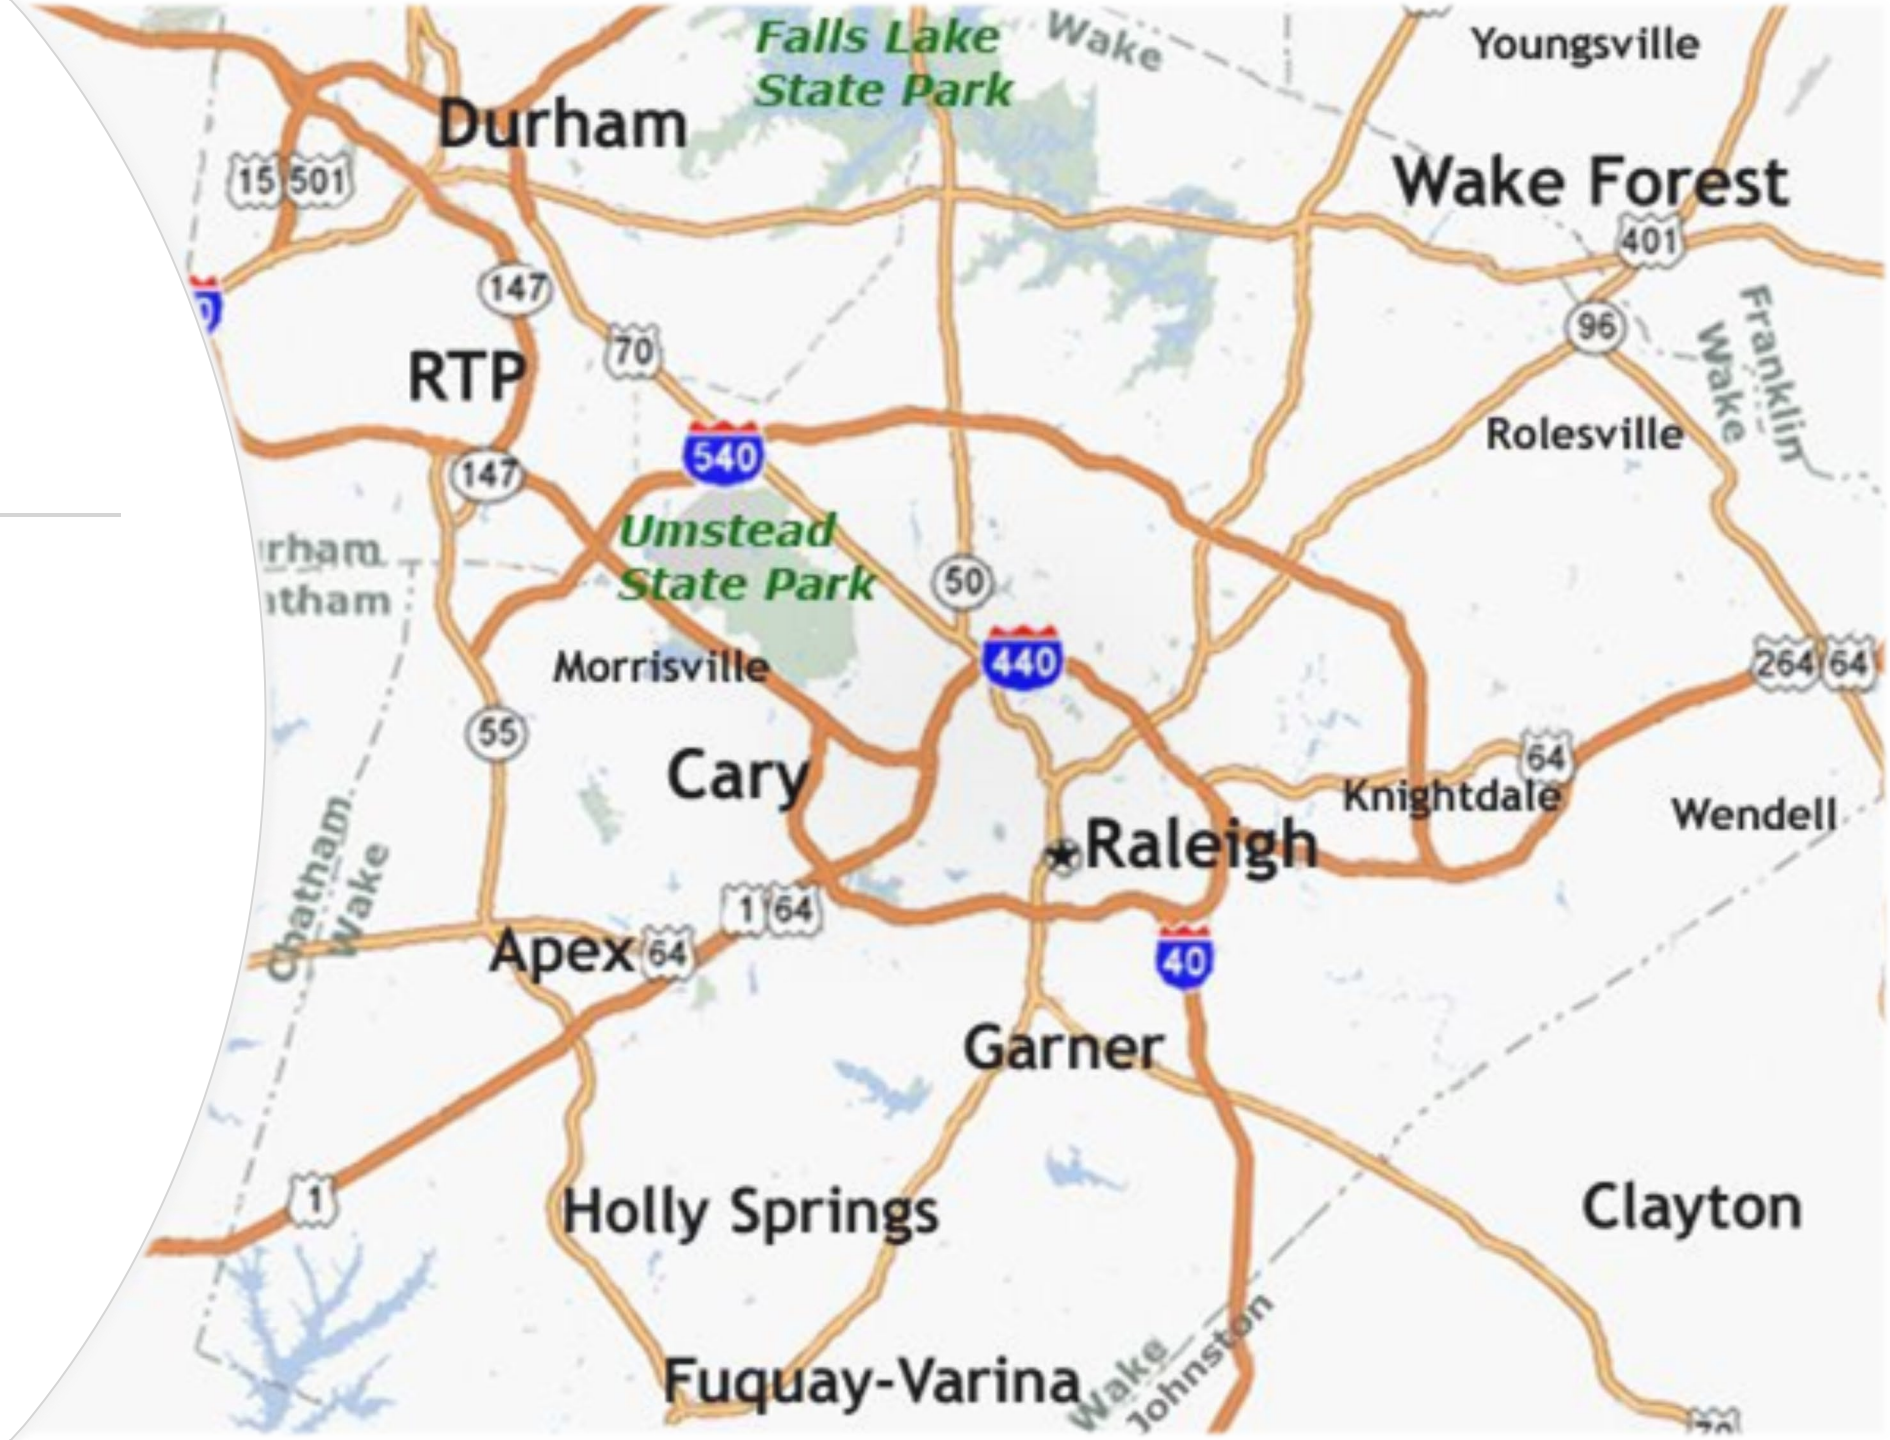 Falls Lake
State Park
Wake
Youngsville
Durham
15 501
Wake Forest
401
147
70
96
Franklin
Wake
RTP
Rolesville
540
147
Umstead
State Park
50
440
264 64
Morrisville
55
Cary
64
Knightdale
Wendell
Raleigh
Chatham
Wake
1 64
Apex
64
40
Garner
1
Holly Springs
Clayton
Fuquay-Varina
Wake
Johnston